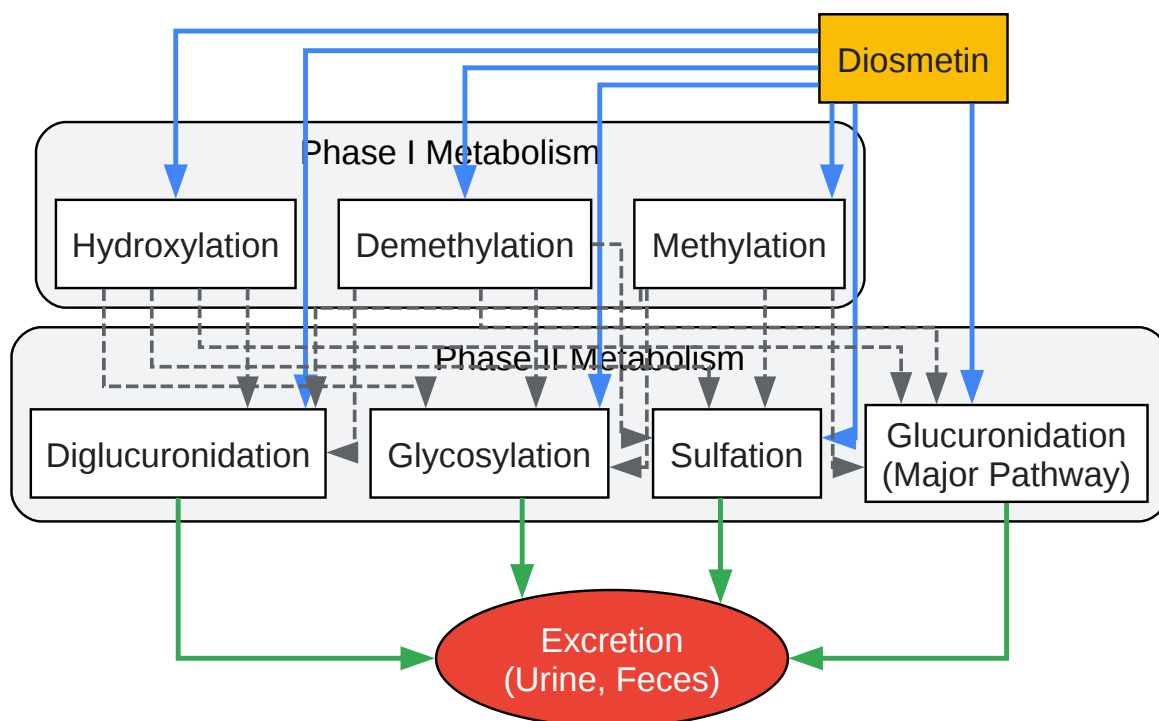 Diosmetin
Phase I Metabolism
Hydroxylation
Demethylation
Methylation
Phase II Metabolism
Diglucuronidation
Glycosylation
Sulfation
Glucuronidation
(Major Pathway)
Excretion
(Urine, Feces)